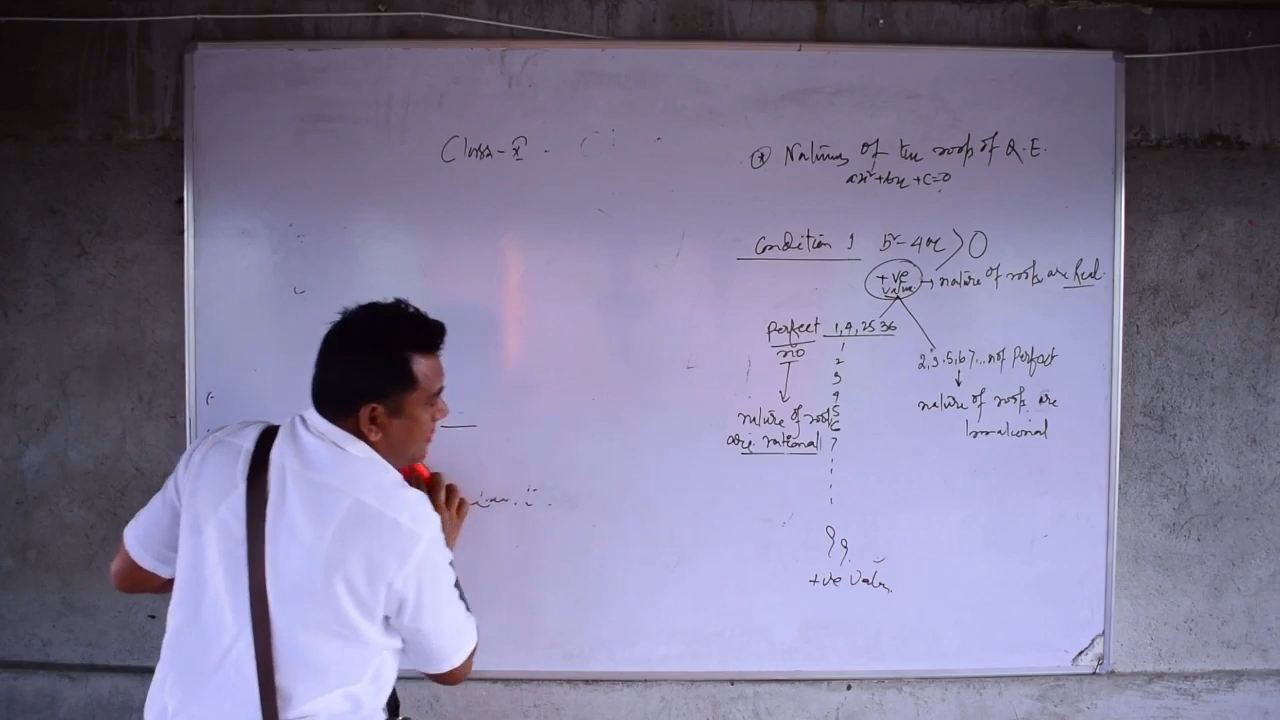 Class - X
* Natures of the roots of Q.E.
ax²+bx+c=0
Condition 1 b²-4ac > 0
+ve value → nature of roots are Real.
Perfect no 1,4,25 36
1
2
3
4
5
6
7
2,3,5,6,7...not Perfect
nature of roots are rational
nature of roots are Irrational
99
+ve value